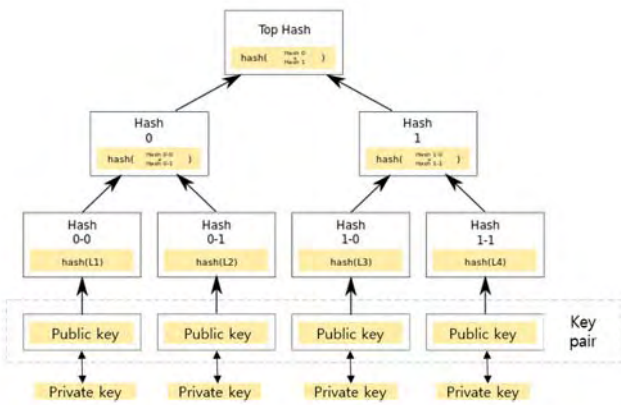 Top Hash
hash( Hash 0 + Hash 1 )
Hash
0
hash( Hash 0-0 + Hash 0-1 )
Hash
1
hash( Hash 1-0 + Hash 1-1 )
Hash
0-0
hash(L1)
Hash
0-1
hash(L2)
Hash
1-0
hash(L3)
Hash
1-1
hash(L4)
Public key
Public key
Public key
Public key
Key
pair
Private key
Private key
Private key
Private key